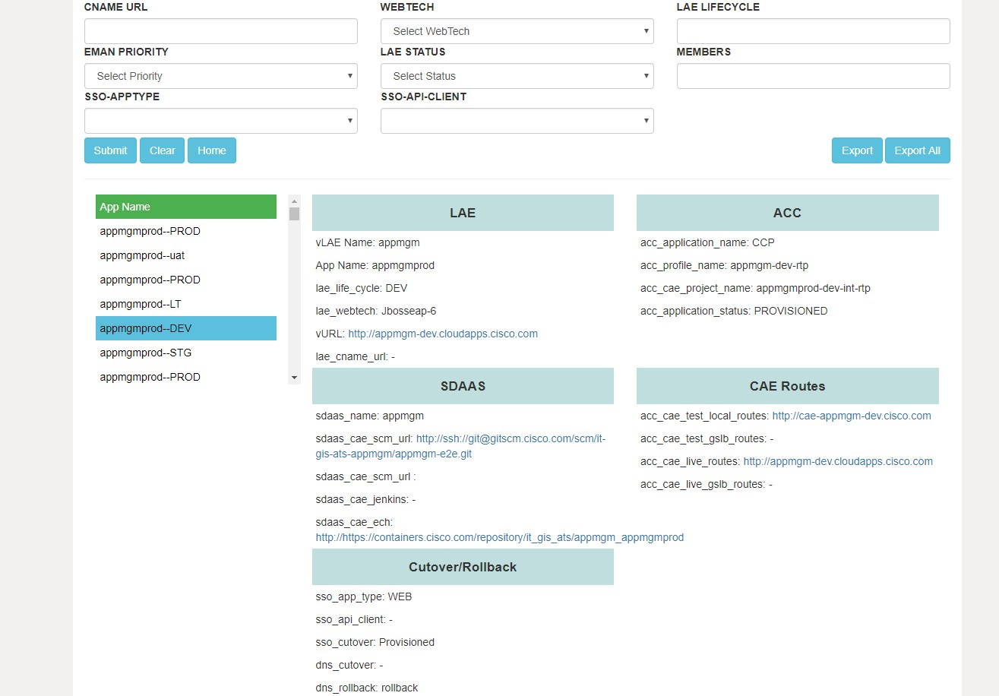 CNAME URL
WEBTECH
LAE LIFECYCLE
Select WebTech
EMAN PRIORITY
LAE STATUS
MEMBERS
Select Priority
Select Status
SSO-APPTYPE
SSO-API-CLIENT
Submit
Clear
Home
Export
Export All
App Name
appmgmprod--PROD
appmgmprod--uat
appmgmprod--PROD
appmgmprod--LT
appmgmprod--DEV
appmgmprod--STG
appmgmprod--PROD
LAE
vLAE Name: appmgm
App Name: appmgmprod
lae_life_cycle: DEV
lae_webtech: Jbosseap-6
vURL: http://appmgm-dev.cloudapps.cisco.com
lae_cname_url: -
ACC
acc_application_name: CCP
acc_profile_name: appmgm-dev-rtp
acc_cae_project_name: appmgmprod-dev-int-rtp
acc_application_status: PROVISIONED
SDAAS
sdaas_name: appmgm
sdaas_cae_scm_url: http://ssh://git@gitscm.cisco.com/scm/it-
gis-ats-appmgm/appmgm-e2e.git
sdaas_cae_scm_url :
sdaas_cae_jenkins: -
sdaas_cae_ech:
http://https://containers.cisco.com/repository/it_gis_ats/appmgm_appmgmprod
CAE Routes
acc_cae_test_local_routes: http://cae-appmgm-dev.cisco.com
acc_cae_test_gslb_routes: -
acc_cae_live_routes: http://appmgm-dev.cloudapps.cisco.com
acc_cae_live_gslb_routes: -
Cutover/Rollback
sso_app_type: WEB
sso_api_client: -
sso_cutover: Provisioned
dns_cutover: -
dns_rollback: rollback